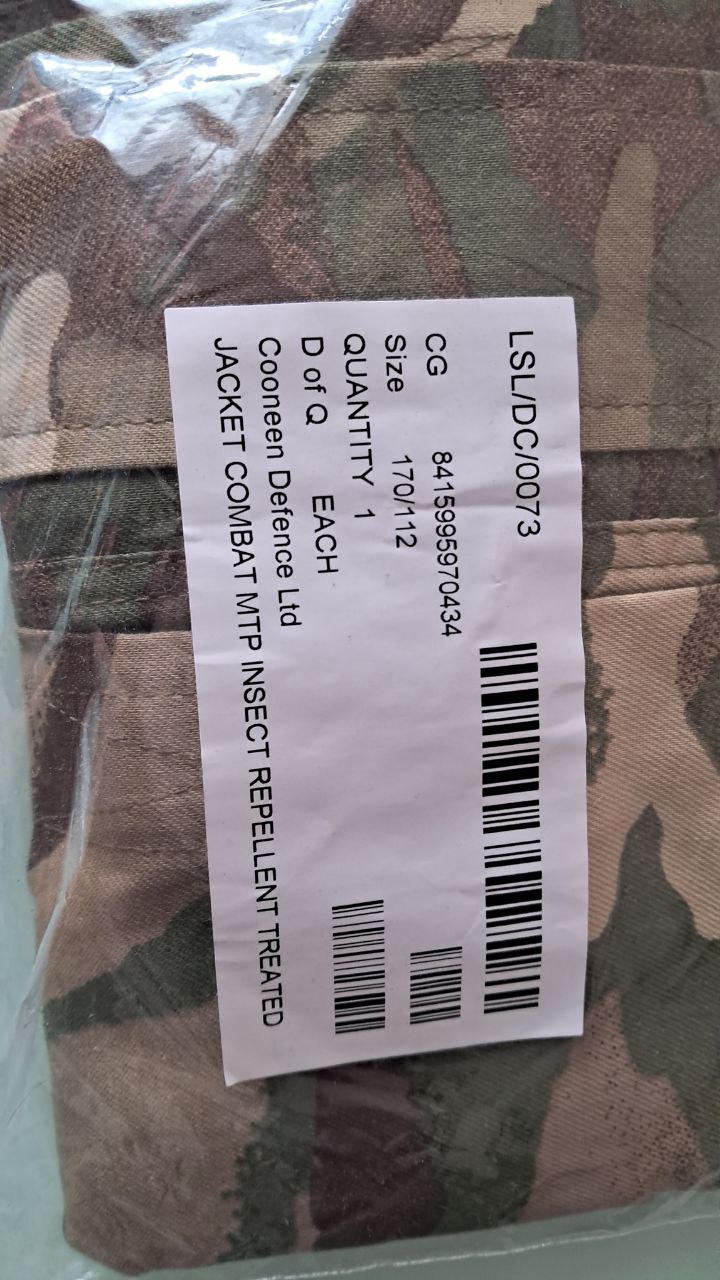 LSL/DC/0073
CG 8415995970434
Size 170/112
QUANTITY 1
D of Q EACH
Cooneen Defence Ltd
JACKET COMBAT MTP INSECT REPELLENT TREATED